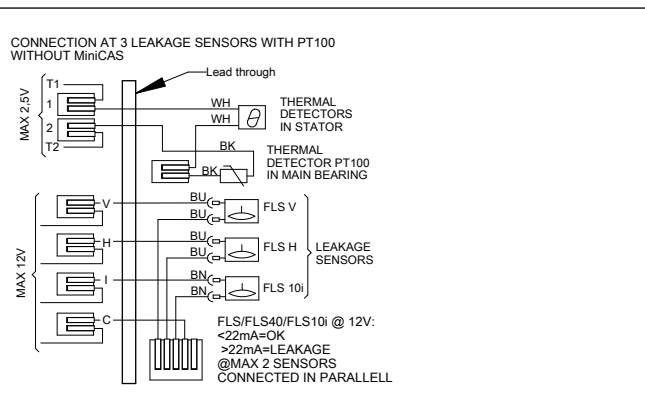 CONNECTION AT 3 LEAKAGE SENSORS WITH PT100
WITHOUT MiniCAS
Lead through
MAX 2,5V
T1
1
2
T2
WH
WH
THERMAL
DETECTORS
IN STATOR
BK
BK
THERMAL
DETECTOR PT100
IN MAIN BEARING
MAX 12V
V
BU
BU
FLS V
H
BU
BU
FLS H
I
BN
BN
FLS 10i
LEAKAGE
SENSORS
C
FLS/FLS40/FLS10i @ 12V:
<22mA=OK
>22mA=LEAKAGE
@MAX 2 SENSORS
CONNECTED IN PARALLELL